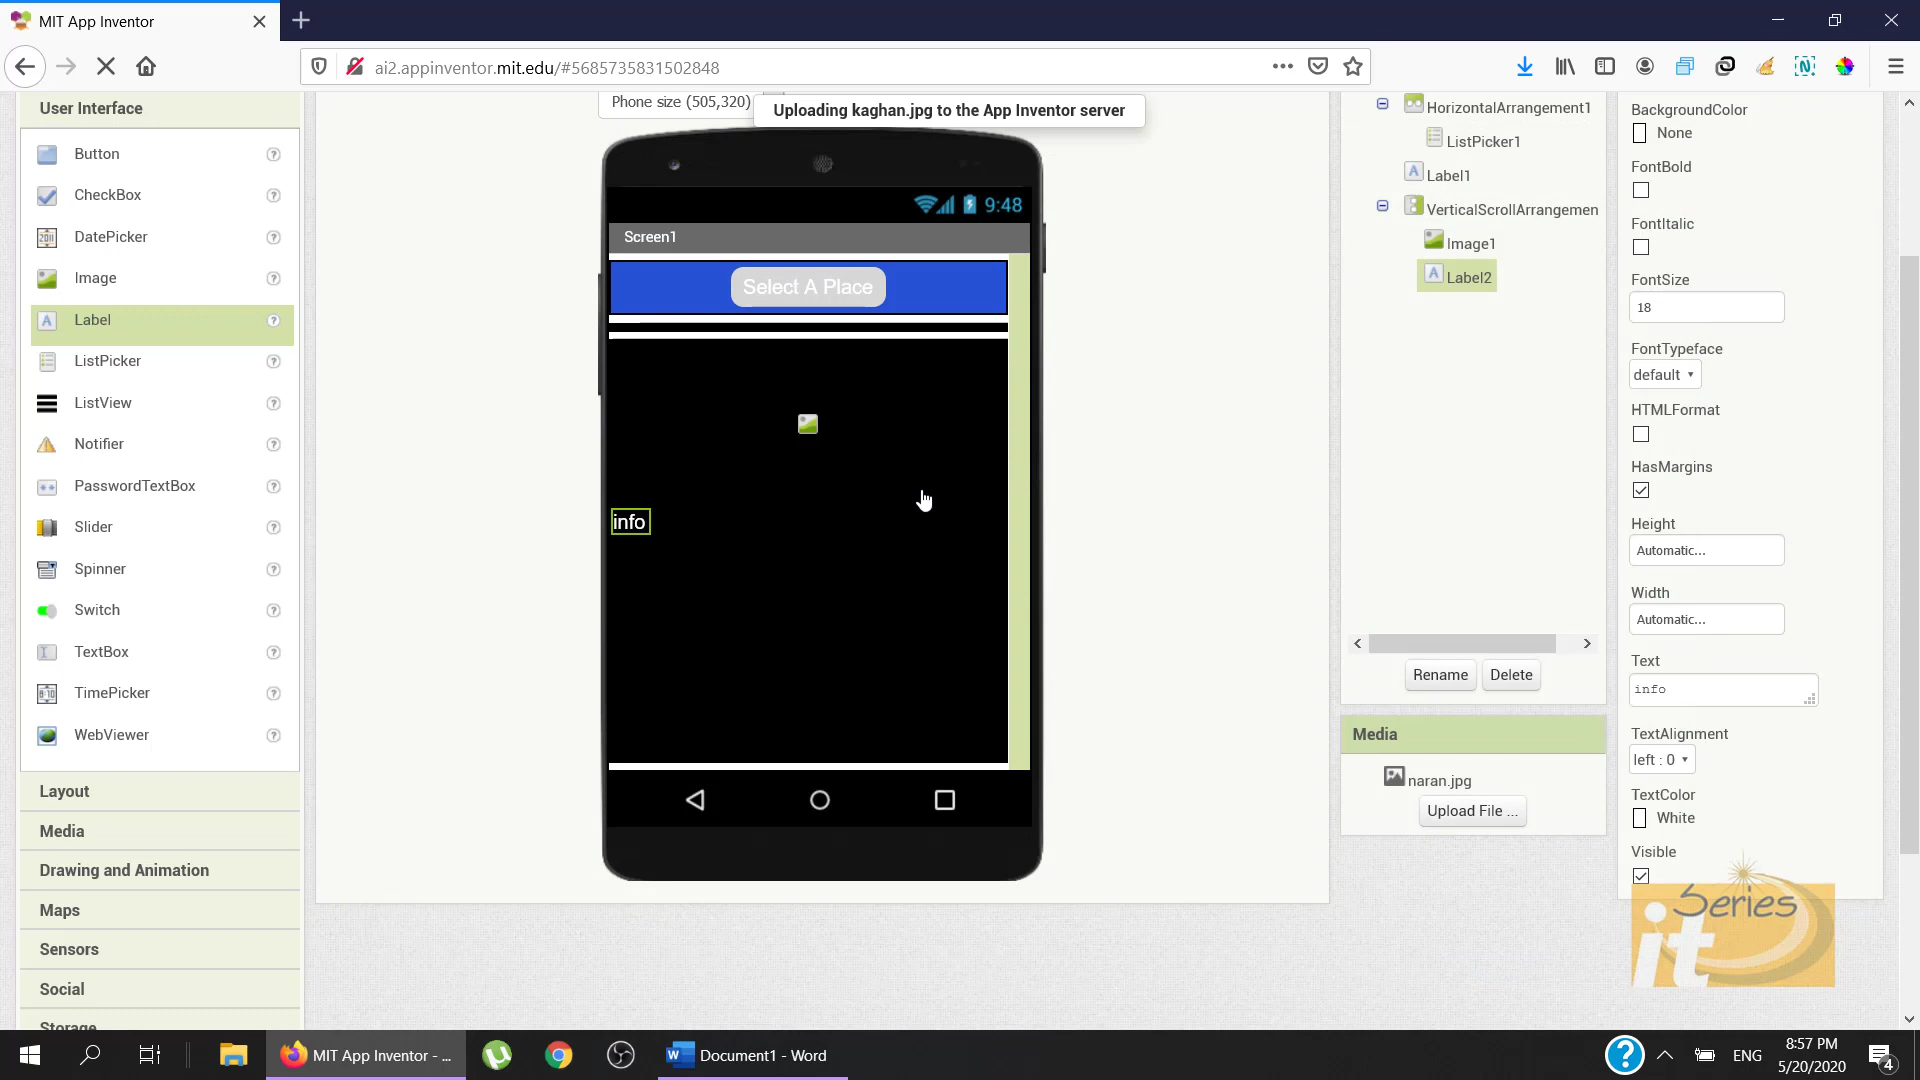 MIT App Inventor
ai2.appinventor.mit.edu/#5685735831502848
User Interface
Button
CheckBox
DatePicker
Image
Label
ListPicker
ListView
Notifier
PasswordTextBox
Slider
Spinner
Switch
TextBox
TimePicker
WebViewer
Layout
Media
Drawing and Animation
Maps
Sensors
Social
Storage
Phone size (505,320)
Uploading kaghan.jpg to the App Inventor server
9:48
Screen1
Select A Place
info
HorizontalArrangement1
ListPicker1
Label1
VerticalScrollArrangemen
Image1
Label2
Rename
Delete
Media
naran.jpg
Upload File ...
BackgroundColor
None
FontBold
FontItalic
FontSize
18
FontTypeface
default
HTMLFormat
HasMargins
Height
Automatic...
Width
Automatic...
Text
info
TextAlignment
left : 0
TextColor
White
Visible
Series
it
MIT App Inventor - ...
Document1 - Word
ENG
8:57 PM
5/20/2020
4